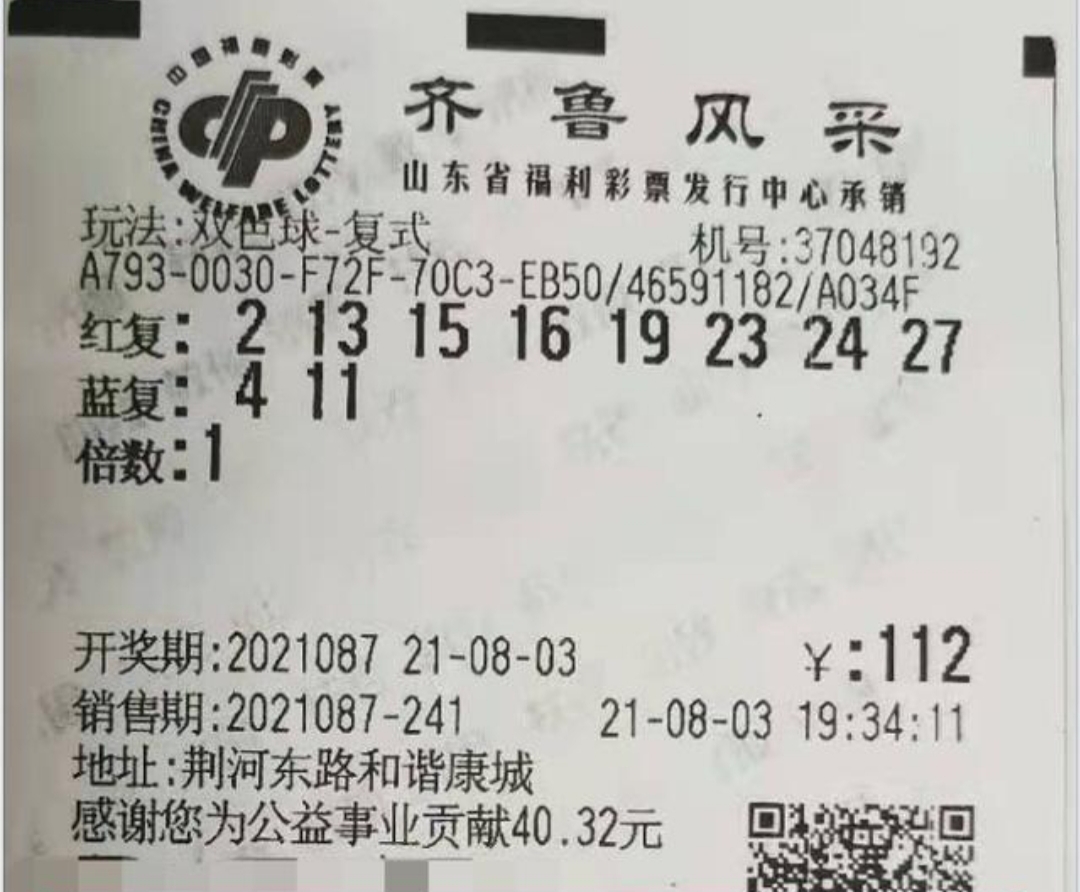 中国福利彩票
CHINA WELFARE LOTTERY
齐鲁风采
山东省福利彩票发行中心承销
玩法:双色球-复式 机号:37048192
A793-0030-F72F-70C3-EB50/46591182/A034F
红复: 2 13 15 16 19 23 24 27
蓝复: 4 11
倍数:1
开奖期:2021087 21-08-03 ¥:112
销售期:2021087-241 21-08-03 19:34:11
地址:荆河东路和谐康城
感谢您为公益事业贡献40.32元